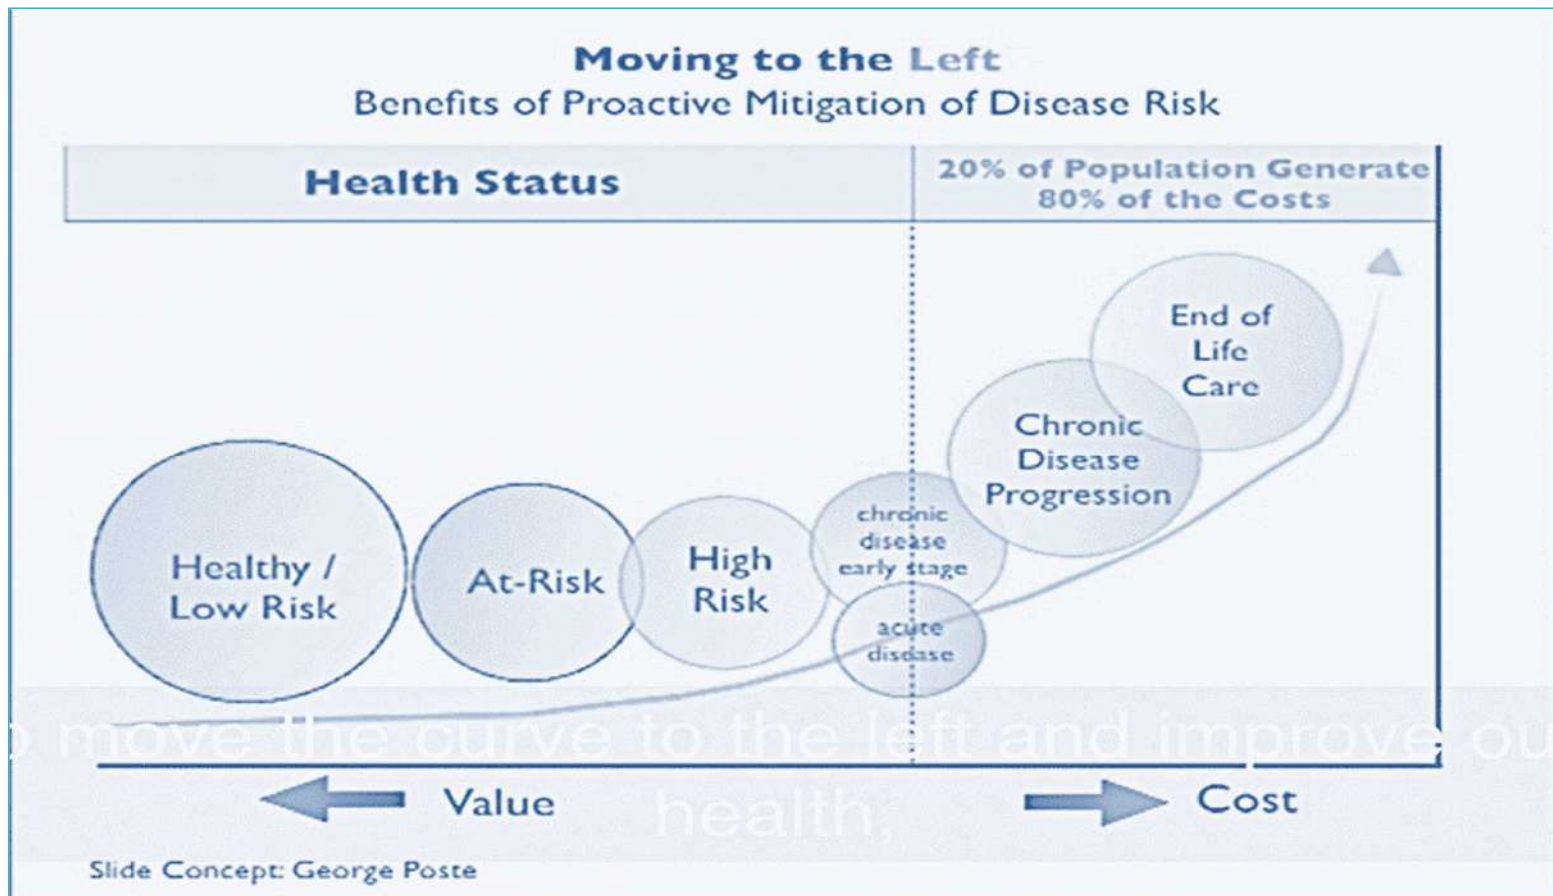 Moving to the Left
Benefits of Proactive Mitigation of Disease Risk
Health Status
20% of Population Generate
80% of the Costs
End of
Life
Care
Chronic
Disease
Progression
chronic
disease
early stage
acute
disease
High
Risk
At-Risk
Healthy /
Low Risk
move the curve to the left and improve
health,
Value
Cost
Slide Concept: George Poste